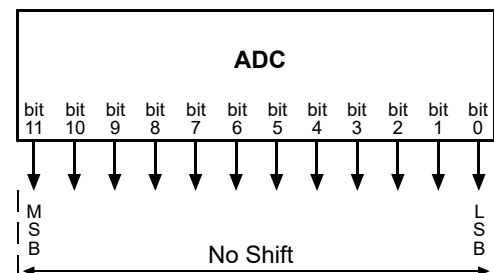 ADC
bit bit bit bit bit bit bit bit bit bit bit bit
11 10 9 8 7 6 5 4 3 2 1 0
MSB LSB
No Shift